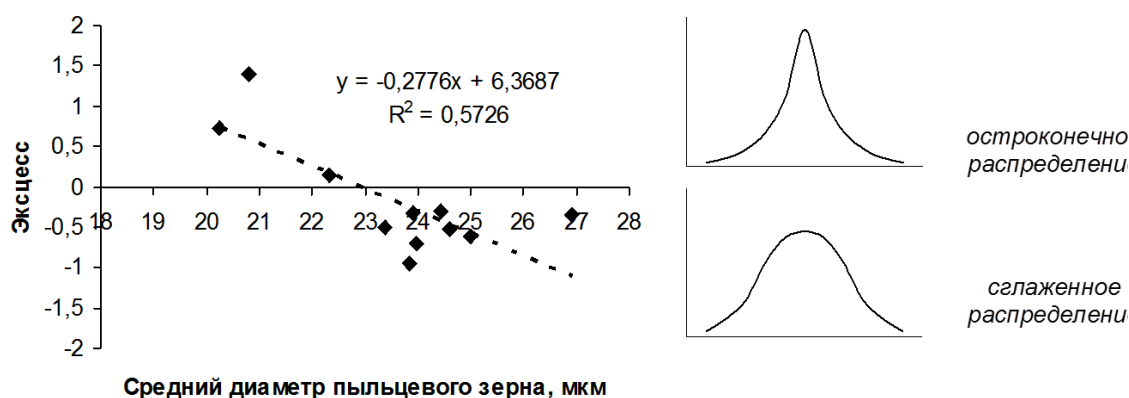 2
1,5
1
0,5
0
-0,5
-1
-1,5
-2
Эксцесс
y = -0,2776x + 6,3687
R² = 0,5726
18 19 20 21 22 23 24 25 26 27 28
Средний диаметр пыльцевого зерна, мкм
остроконечно
распределени
сглаженное
распределени